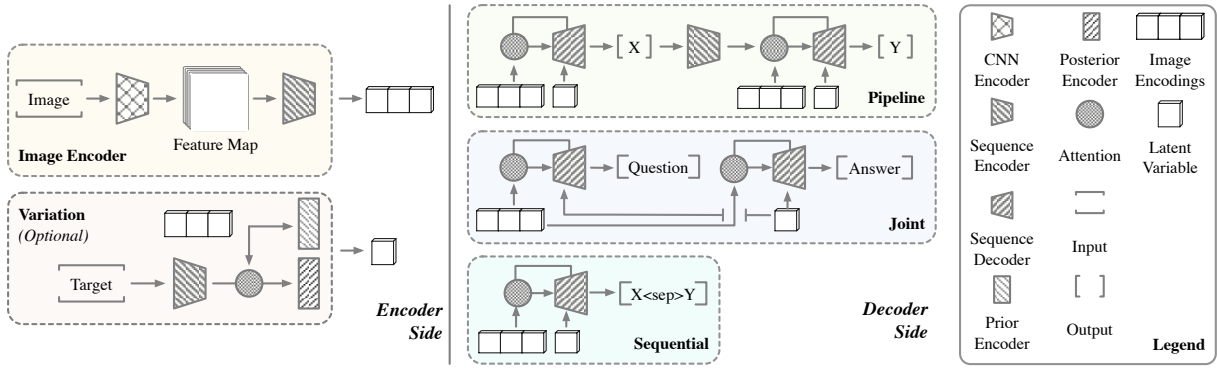 Image
Feature Map
Image Encoder
Variation
(Optional)
Target
Encoder
Side
[ X ]
[ Y ]
Pipeline
[Question]
[Answer]
Joint
[X<sep>Y]
Sequential
Decoder
Side
CNN
Encoder
Posterior
Encoder
Image
Encodings
Sequence
Encoder
Attention
Latent
Variable
Sequence
Decoder
Input
Prior
Encoder
[ ]
Output
Legend